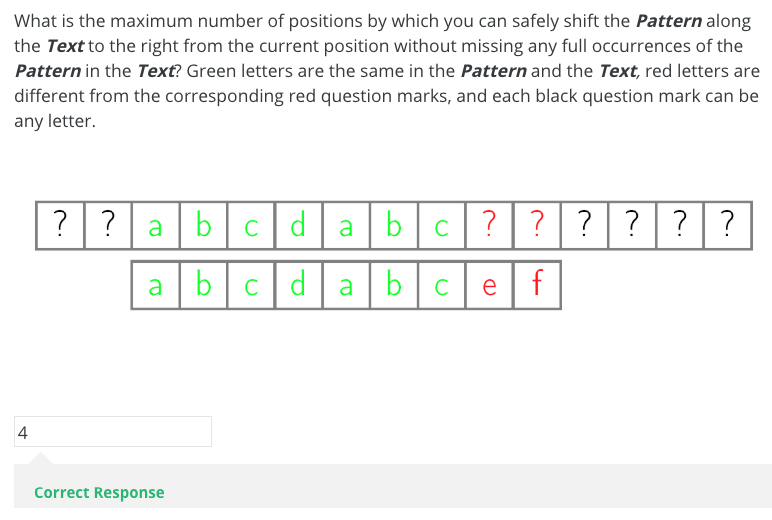 What is the maximum number of positions by which you can safely shift the Pattern along
the Text to the right from the current position without missing any full occurrences of the
Pattern in the Text? Green letters are the same in the Pattern and the Text, red letters are
different from the corresponding red question marks, and each black question mark can be
any letter.
? ? a b c d a b c ? ? ? ? ? ?
a b c d a b c e f
4
Correct Response